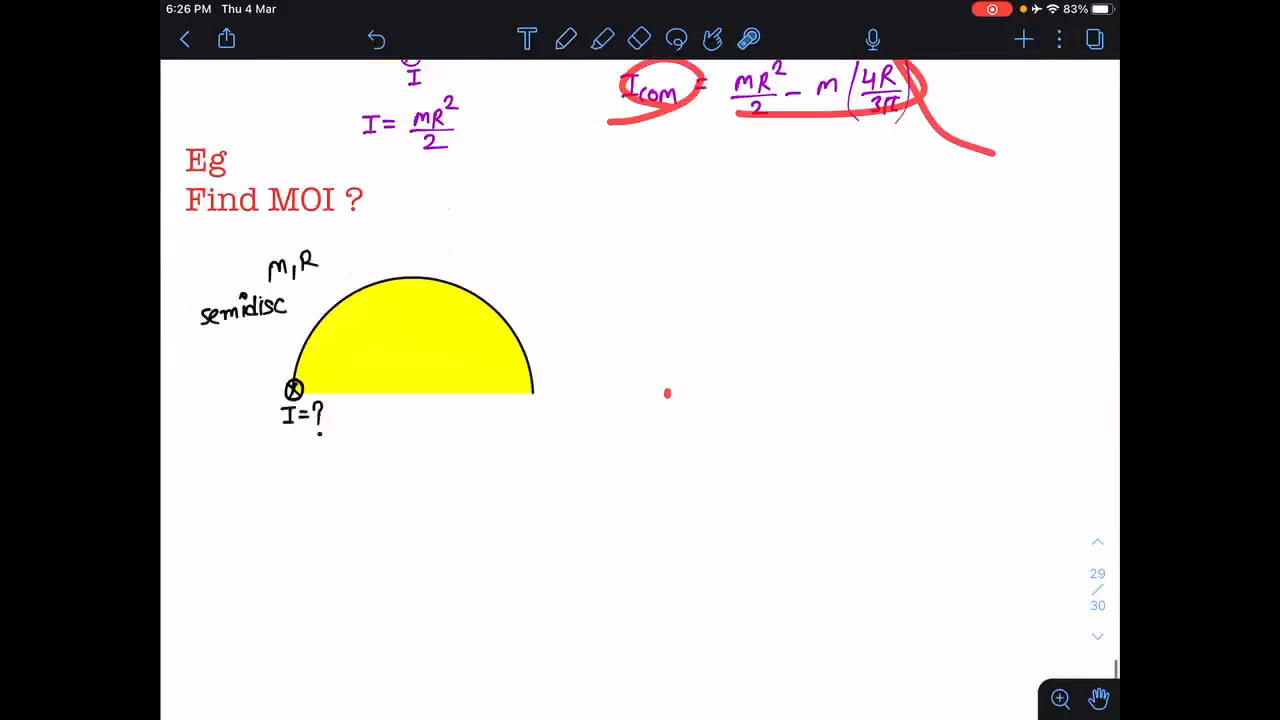 6:26 PM Thu 4 Mar 83%
I
I = mR²/2
I_COM = mR²/2 - m(4R/3π)
Eg
Find MOI ?
m, R
semidisc
I = ?
29
/
30